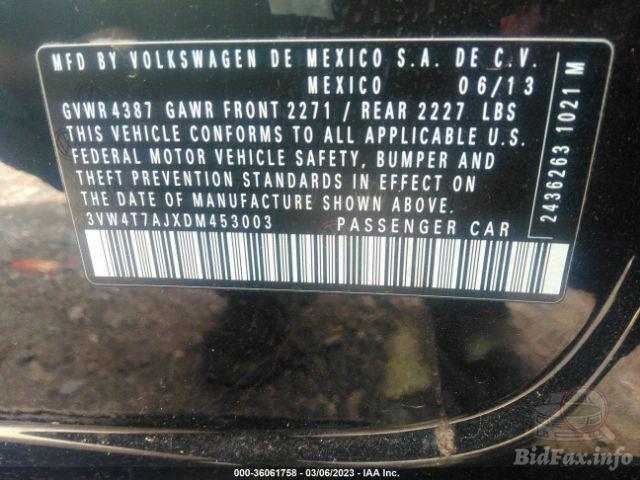 MFD BY VOLKSWAGEN DE MEXICO S.A. DE C.V.
MEXICO 06/13
GVWR 4387 GAWR FRONT 2271 / REAR 2227 LBS
THIS VEHICLE CONFORMS TO ALL APPLICABLE U.S.
FEDERAL MOTOR VEHICLE SAFETY, BUMPER AND
THEFT PREVENTION STANDARDS IN EFFECT ON
THE DATE OF MANUFACTURE SHOWN ABOVE.
3VW4T7AJXDM453003 PASSENGER CAR
2436263 1021 M
BidFax.info
000-36061758 - 03/06/2023 - IAA Inc.